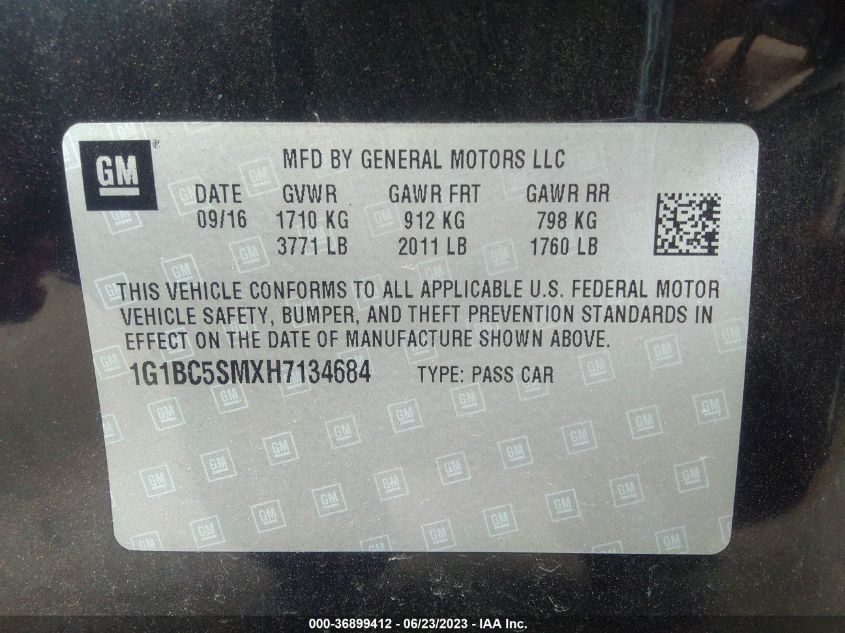 GM
MFD BY GENERAL MOTORS LLC
DATE GVWR GAWR FRT GAWR RR
09/16 1710 KG 912 KG 798 KG
3771 LB 2011 LB 1760 LB
THIS VEHICLE CONFORMS TO ALL APPLICABLE U.S. FEDERAL MOTOR
VEHICLE SAFETY, BUMPER, AND THEFT PREVENTION STANDARDS IN
EFFECT ON THE DATE OF MANUFACTURE SHOWN ABOVE.
1G1BC5SMXH7134684 TYPE: PASS CAR
000-36899412 - 06/23/2023 - © IAA Inc.